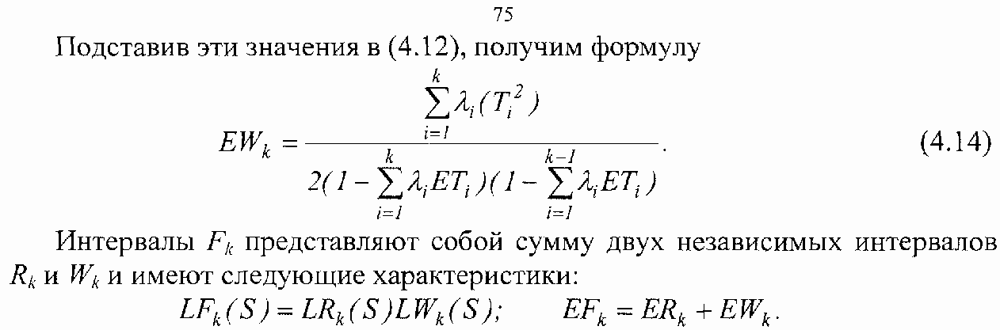 75
Подставив эти значения в (4.12), получим формулу
$$EW_k = \frac{\sum_{i=1}^{k} \lambda_i (T_i^2)}{2(1 - \sum_{i=1}^{k} \lambda_i ET_i)(1 - \sum_{i=1}^{k-1} \lambda_i ET_i)}. \quad (4.14)$$
Интервалы $F_k$ представляют собой сумму двух независимых интервалов
$R_k$ и $W_k$ и имеют следующие характеристики:
$LF_k(S) = LR_k(S)LW_k(S); \quad EF_k = ER_k + EW_k.$